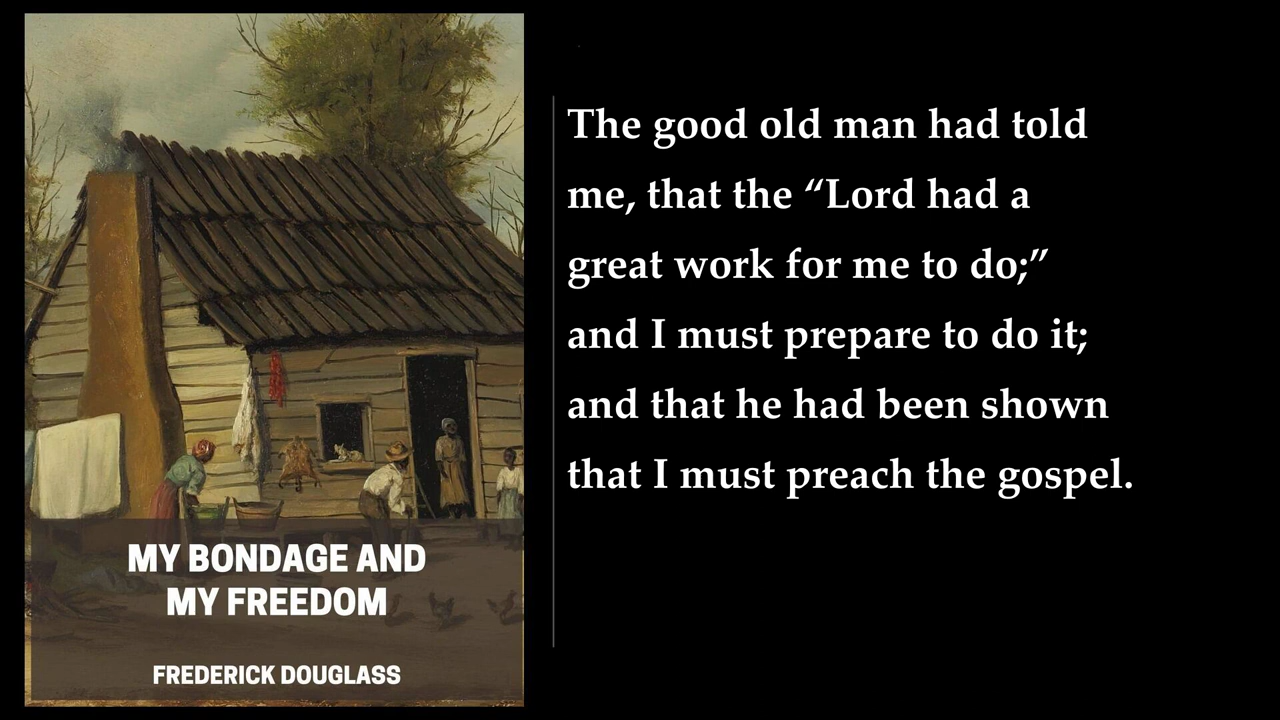 The good old man had told
me, that the “Lord had a
great work for me to do;”
and I must prepare to do it;
and that he had been shown
that I must preach the gospel.
MY BONDAGE AND
MY FREEDOM
FREDERICK DOUGLASS